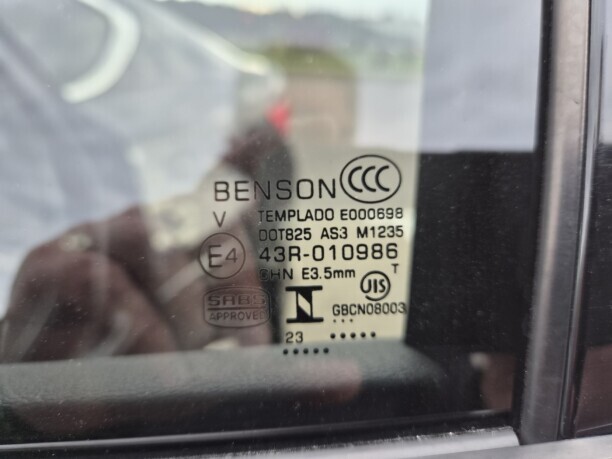 BENSON CCC
V TEMPLADO E000698
DOT825 AS3 M1235
E4 43R-010986
CHN E3.5mm JIS T
SABS APPROVED N GBCN08003
23